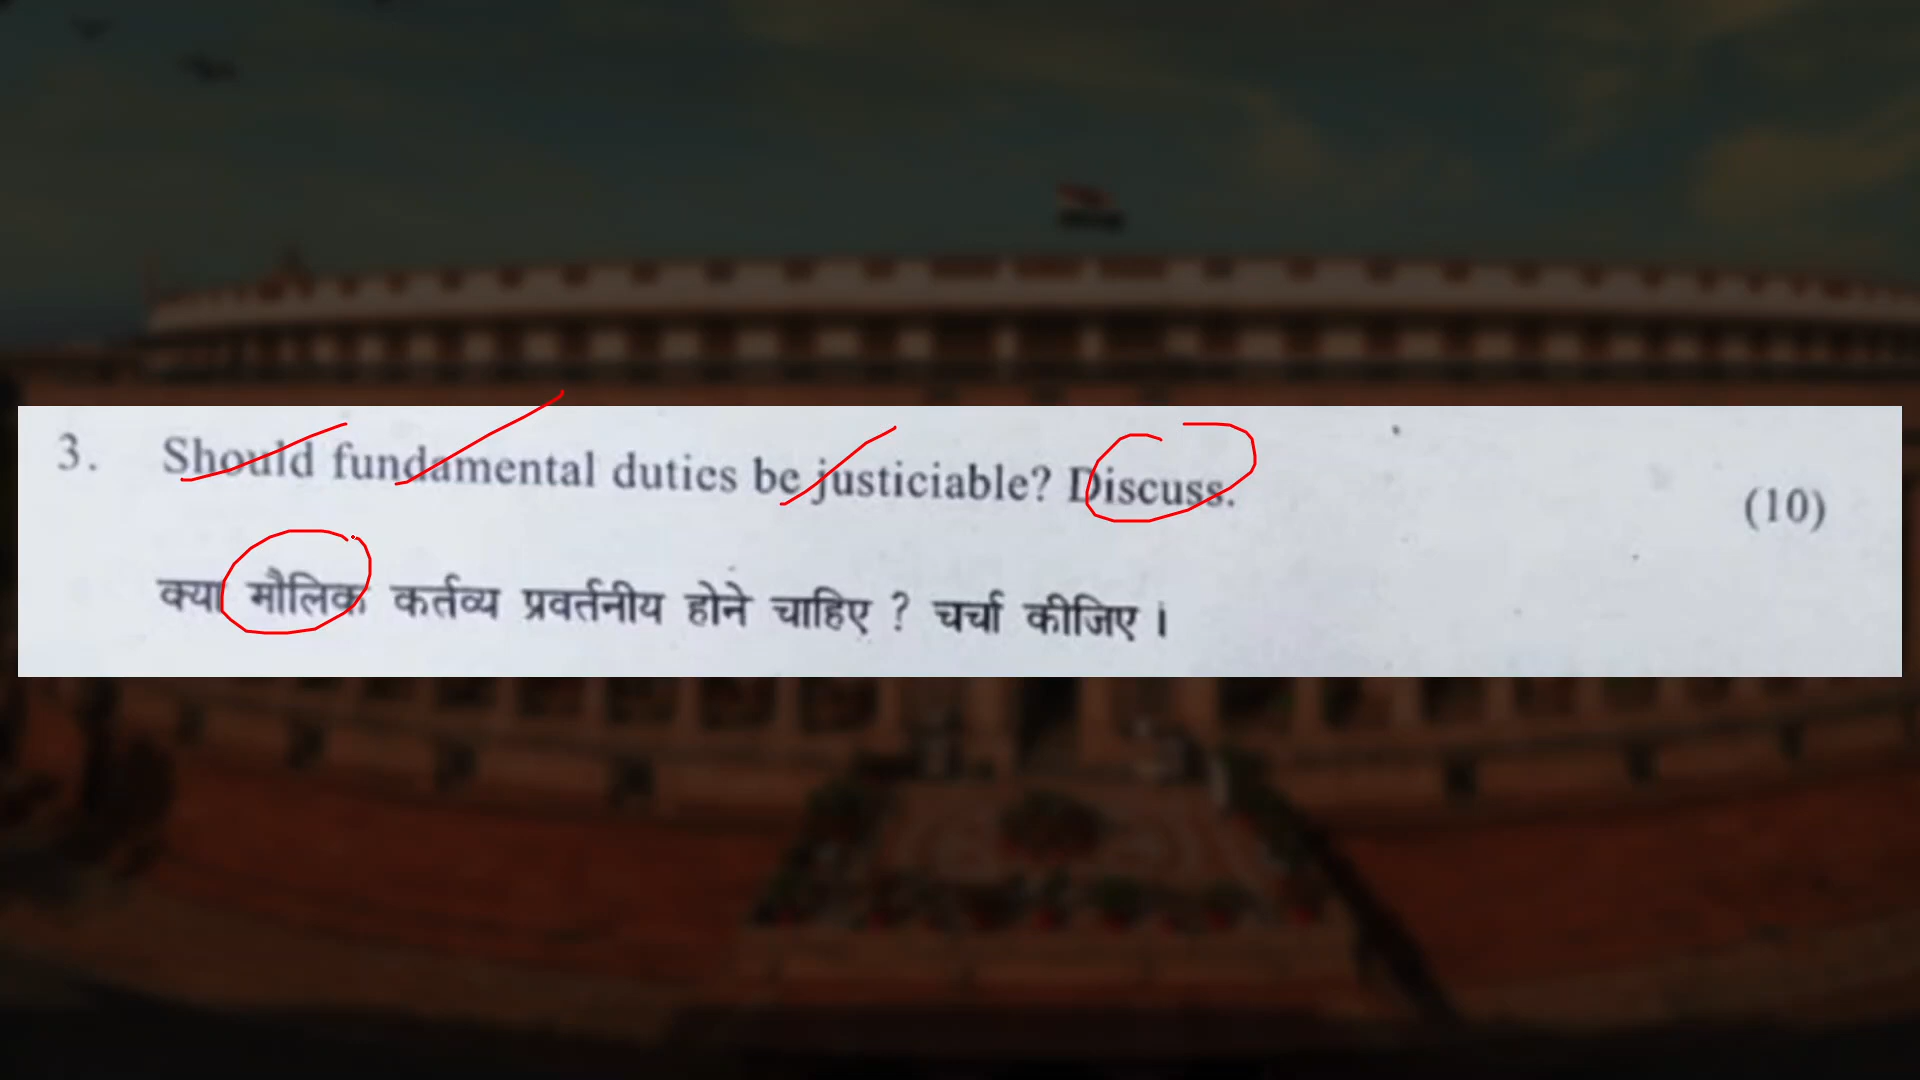 3. Should fundamental duties be justiciable? Discuss. (10)
क्या मौलिक कर्तव्य प्रवर्तनीय होने चाहिए ? चर्चा कीजिए ।